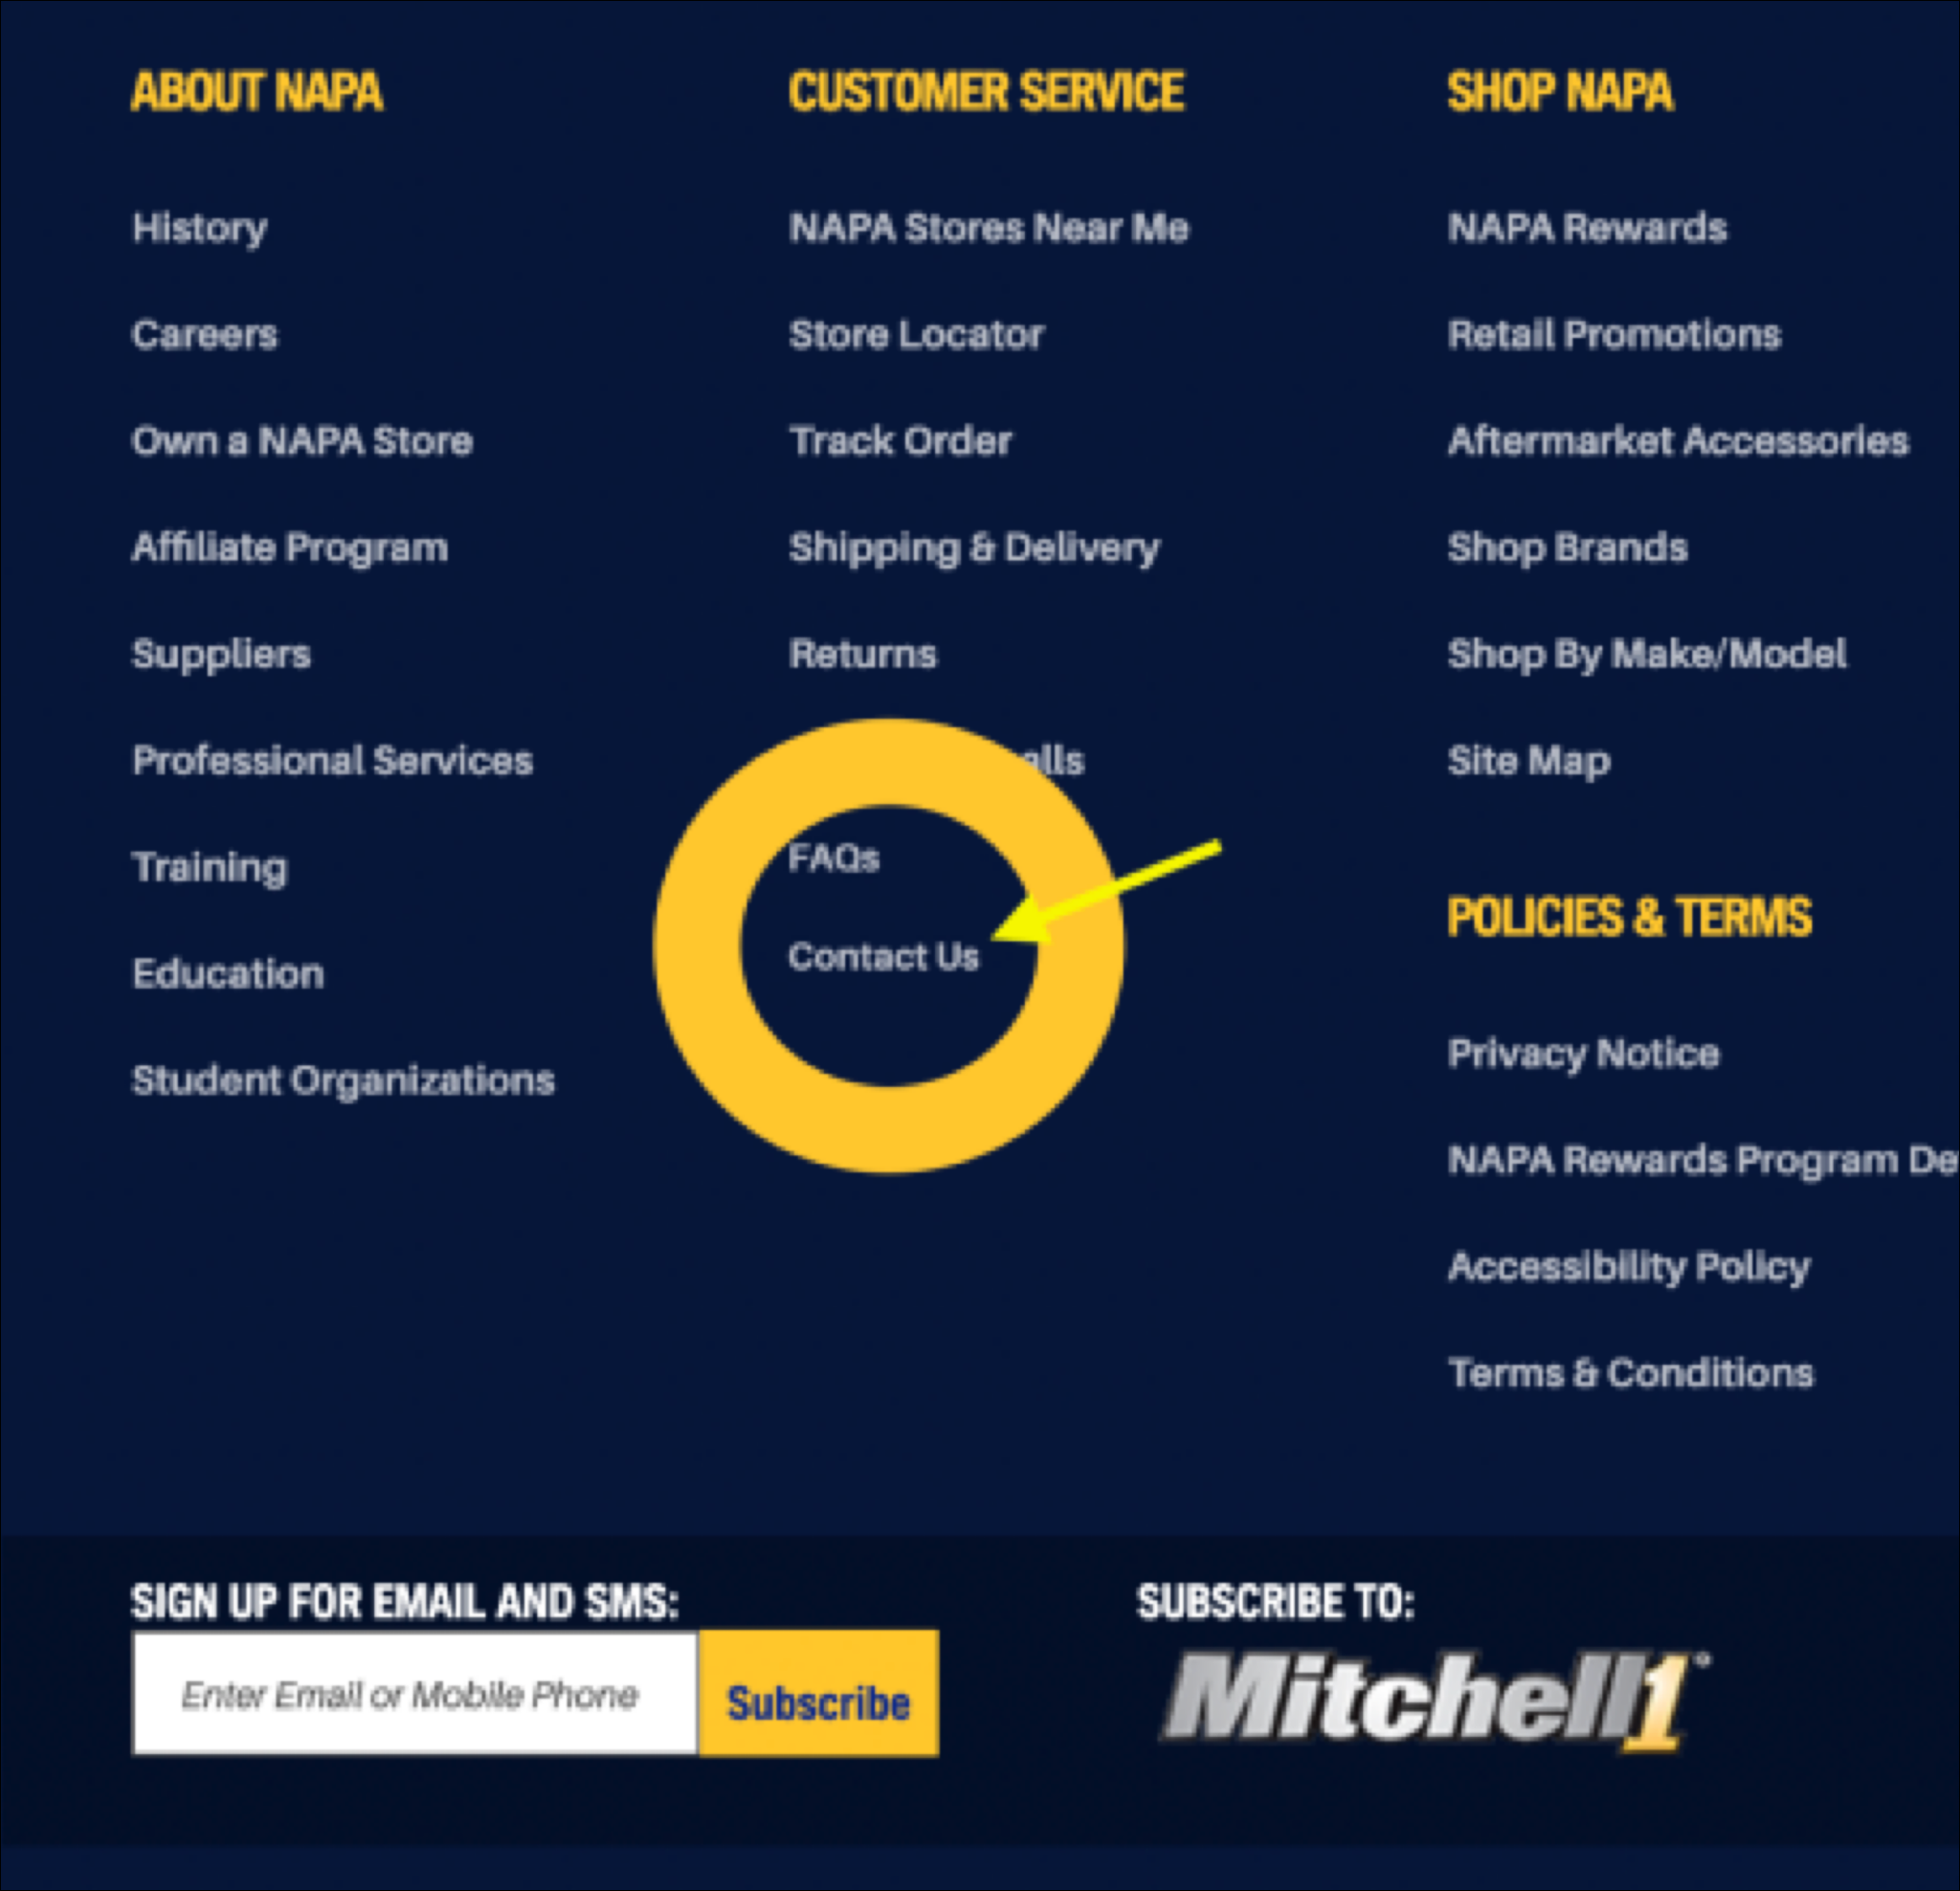 ABOUT NAPA
History
Careers
Own a NAPA Store
Affiliate Program
Suppliers
Professional Services
Training
Education
Student Organizations
CUSTOMER SERVICE
NAPA Stores Near Me
Store Locator
Track Order
Shipping & Delivery
Returns
FAQs
Contact Us
SHOP NAPA
NAPA Rewards
Retail Promotions
Aftermarket Accessories
Shop Brands
Shop By Make/Model
Site Map
POLICIES & TERMS
Privacy Notice
NAPA Rewards Program De
Accessibility Policy
Terms & Conditions
SIGN UP FOR EMAIL AND SMS:
Enter Email or Mobile Phone
Subscribe
SUBSCRIBE TO:
Mitchell1